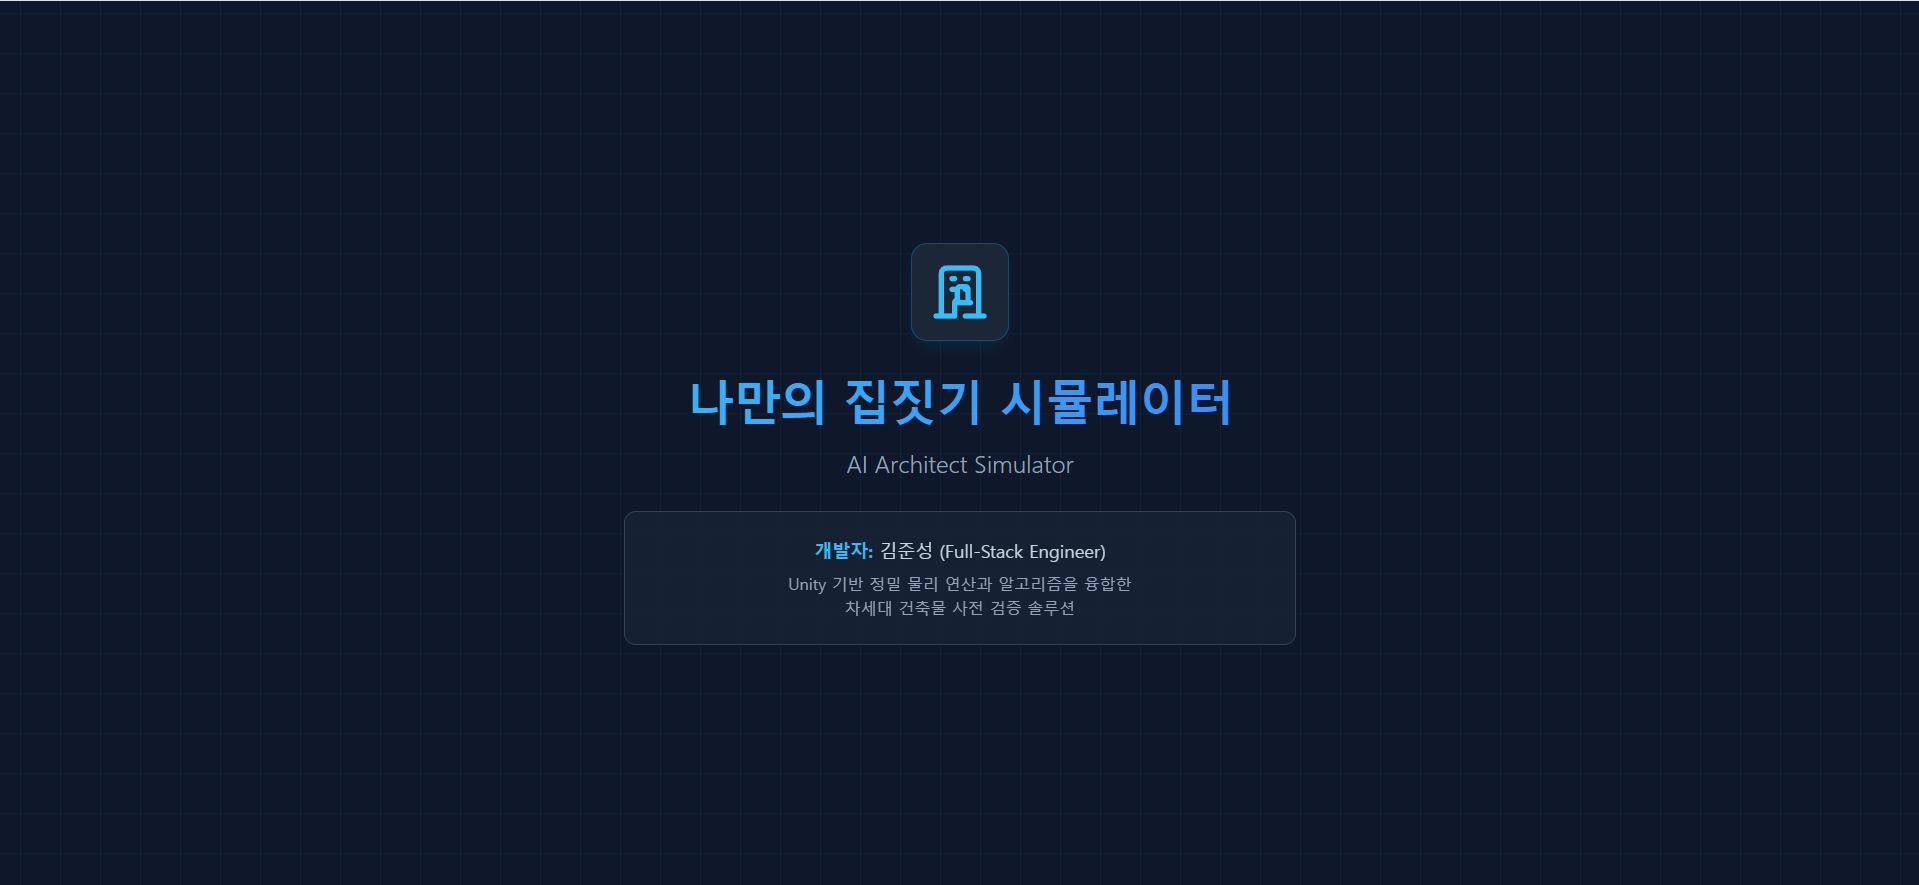 나만의 집짓기 시뮬레이터
AI Architect Simulator
개발자: 김준성 (Full-Stack Engineer)
Unity 기반 정밀 물리 연산과 알고리즘을 융합한
차세대 건축물 사전 검증 솔루션